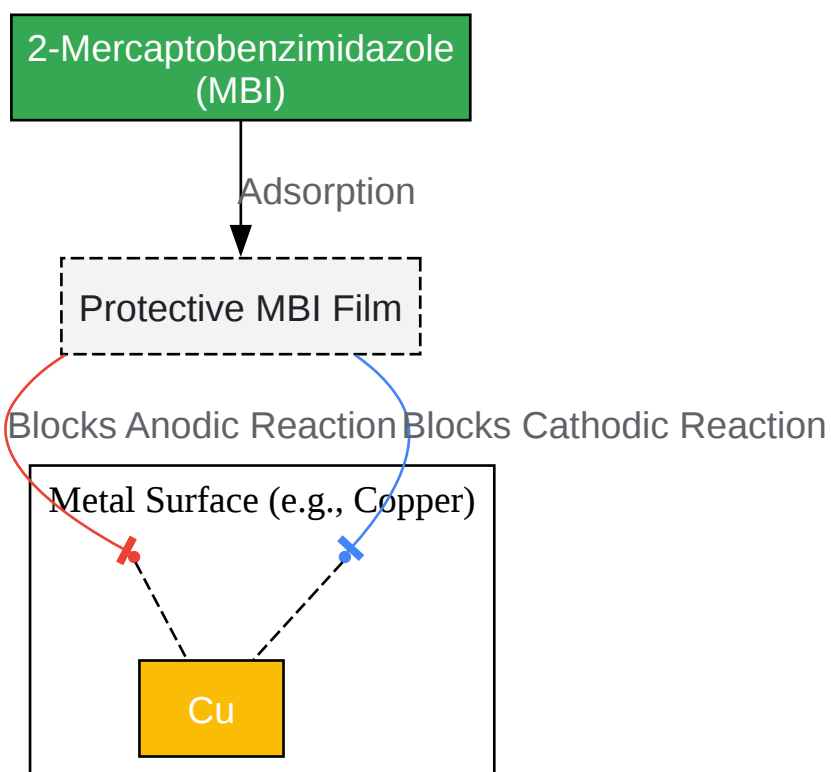 2-Mercaptobenzimidazole
(MBI)
Adsorption
Protective MBI Film
Blocks Anodic Reaction
Blocks Cathodic Reaction
Metal Surface (e.g., Copper)
Cu